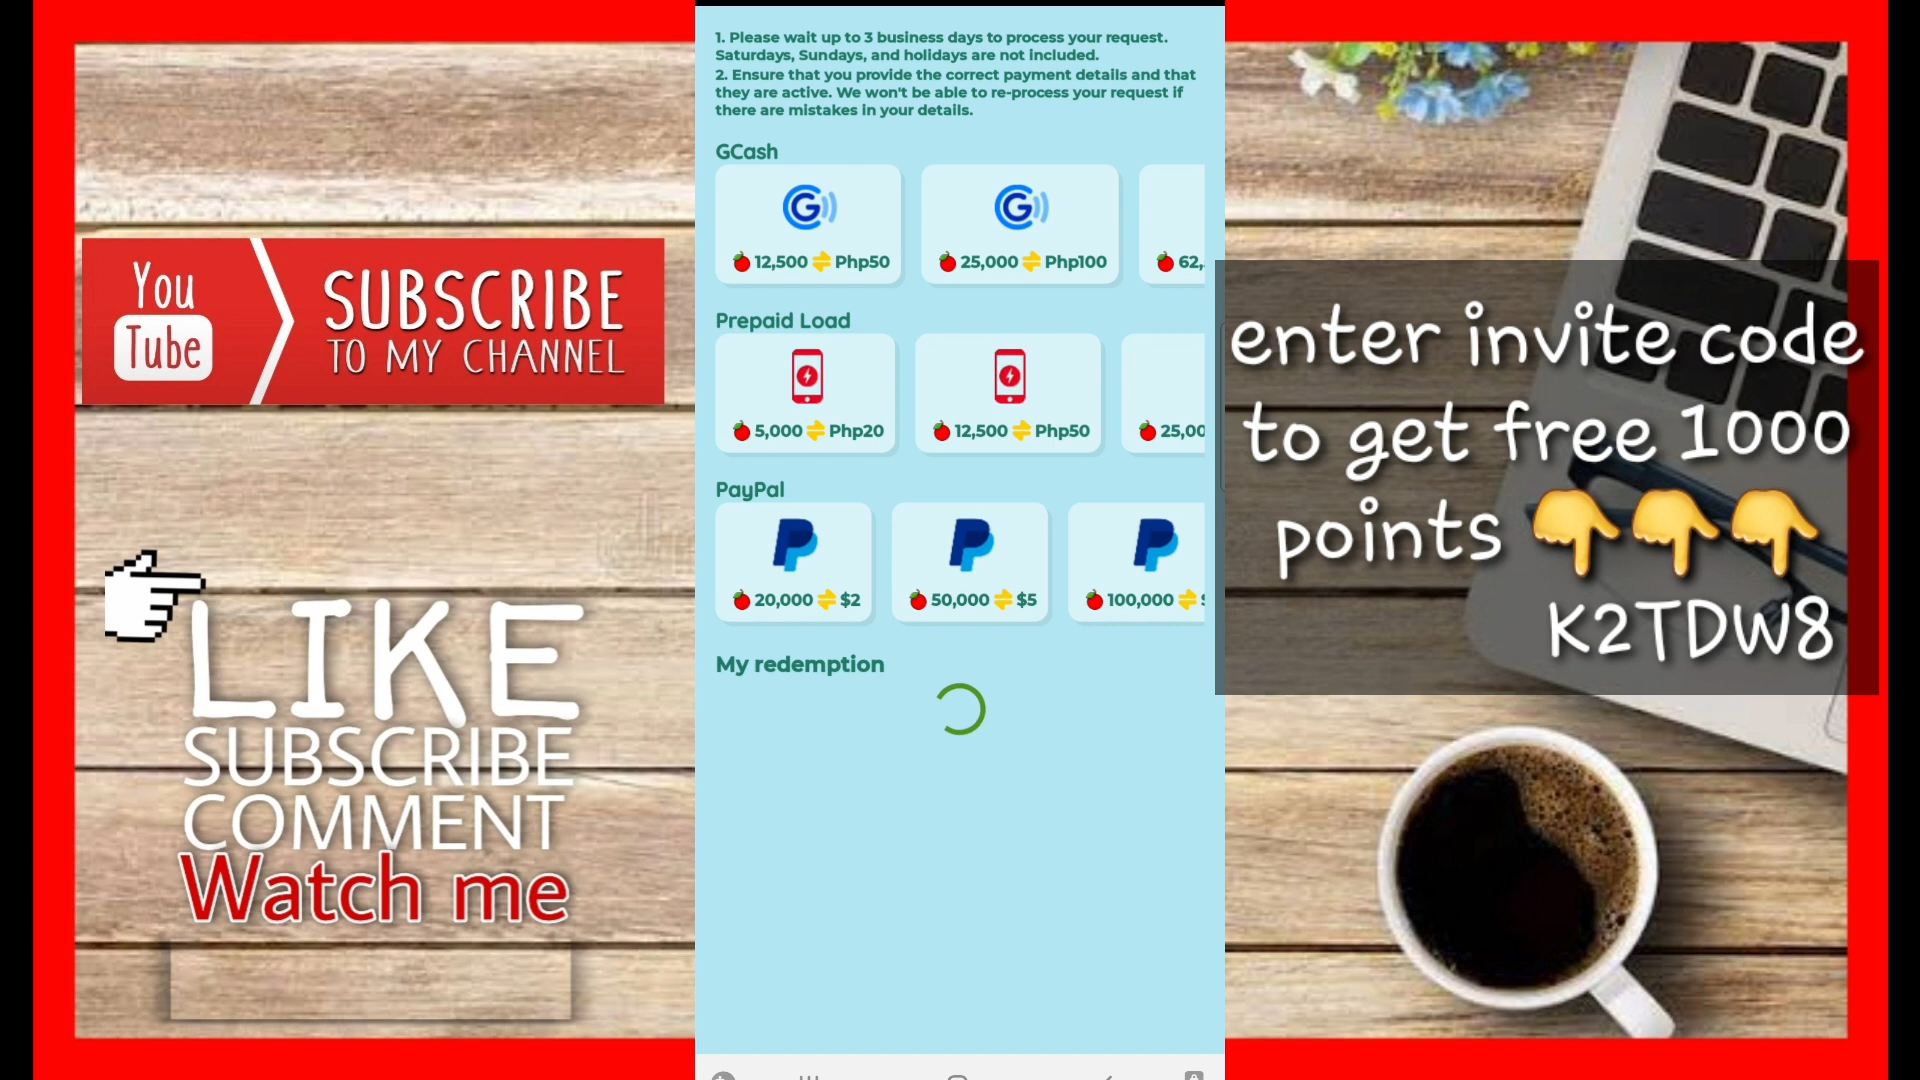 You
Tube
SUBSCRIBE
TO MY CHANNEL
LIKE
SUBSCRIBE
COMMENT
Watch me
1. Please wait up to 3 business days to process your request.
Saturdays, Sundays, and holidays are not included.
2. Ensure that you provide the correct payment details and that
they are active. We won't be able to re-process your request if
there are mistakes in your details.
GCash
12,500 Php50
25,000 Php100
62,
Prepaid Load
5,000 Php20
12,500 Php50
25,00
PayPal
20,000 $2
50,000 $5
100,000
My redemption
enter invite code
to get free 1000
points 👇👇👇
K2TDW8